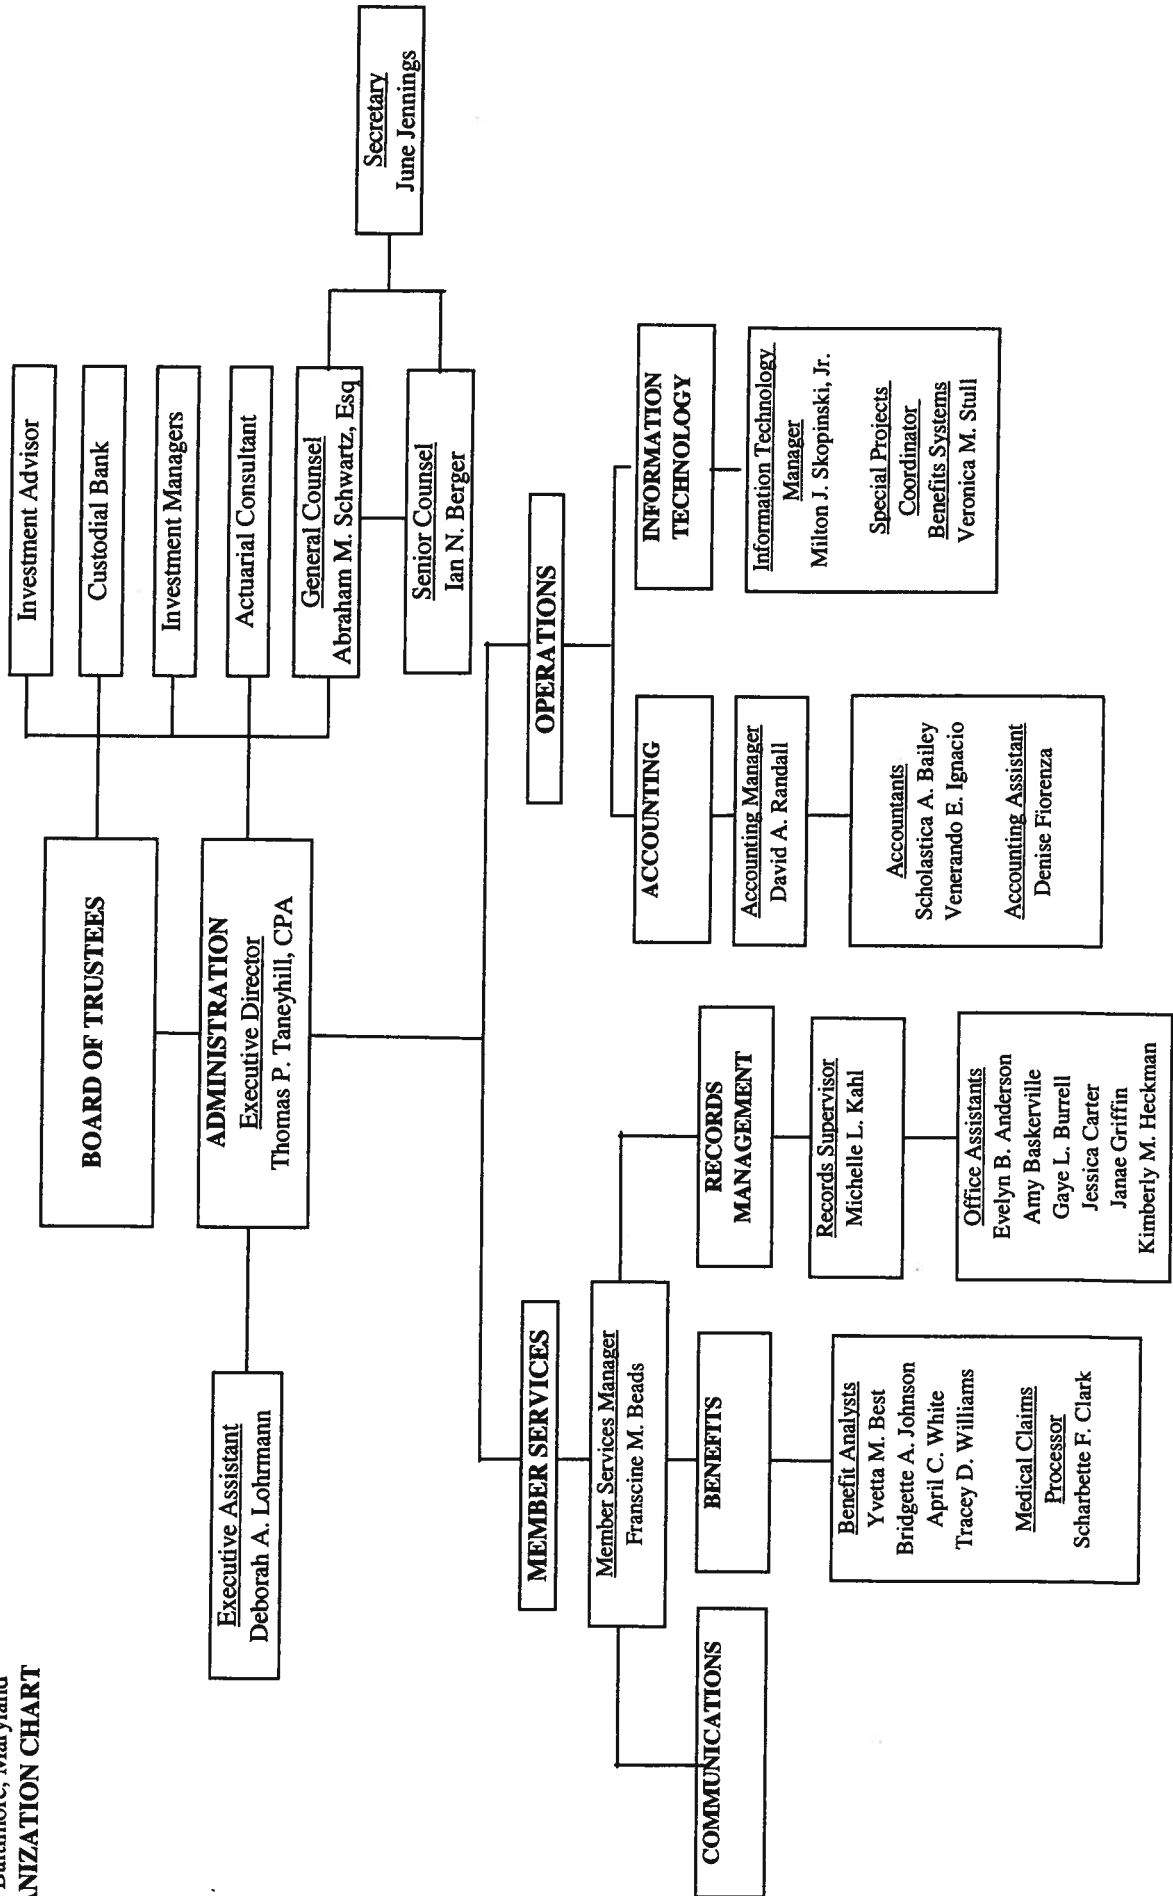 Baltimore, Maryland
ANIZATION CHART
BOARD OF TRUSTEES
ADMINISTRATION
Executive Director
Thomas P. Taneyhill, CPA
Executive Assistant
Deborah A. Lohrmann
Investment Advisor
Custodial Bank
Investment Managers
Actuarial Consultant
General Counsel
Abraham M. Schwartz, Esq
Senior Counsel
Ian N. Berger
Secretary
June Jennings
MEMBER SERVICES
Member Services Manager
Franscine M. Beads
COMMUNICATIONS
BENEFITS
Benefit Analysts
Yvetta M. Best
Bridgette A. Johnson
April C. White
Tracey D. Williams
Medical Claims
Processor
Scharbette F. Clark
RECORDS
MANAGEMENT
Records Supervisor
Michelle L. Kahl
Office Assistants
Evelyn B. Anderson
Amy Baskerville
Gaye L. Burrell
Jessica Carter
Janae Griffin
Kimberly M. Heckman
OPERATIONS
ACCOUNTING
Accounting Manager
David A. Randall
Accountants
Scholastica A. Bailey
Venerando E. Ignacio
Accounting Assistant
Denise Fiorenza
INFORMATION
TECHNOLOGY
Information Technology
Manager
Milton J. Skopinski, Jr.
Special Projects
Coordinator
Benefits Systems
Veronica M. Stull